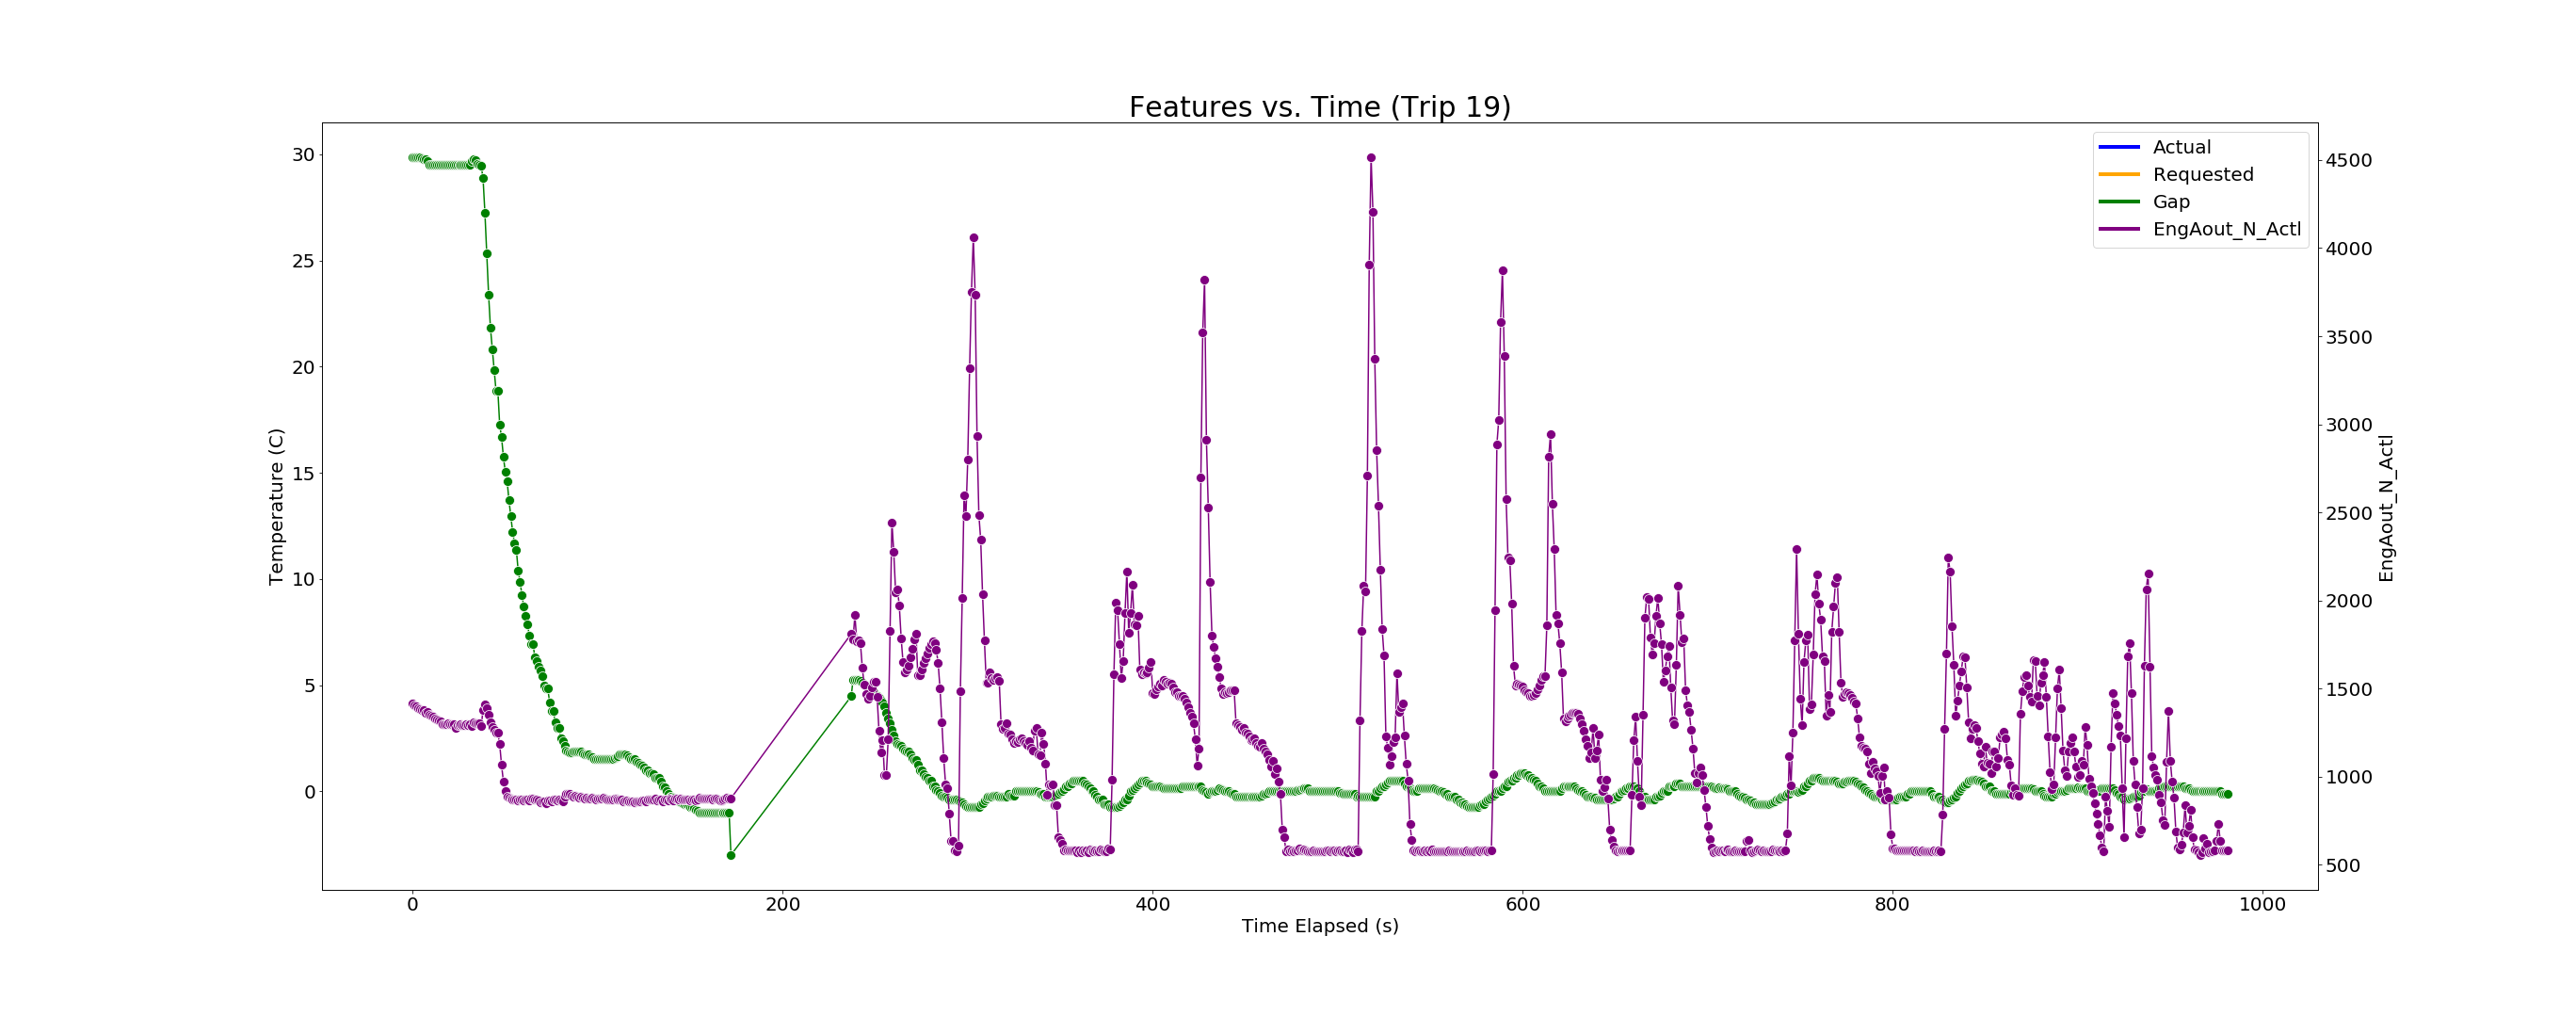 Features vs. Time (Trip 19)
Actual
Requested
Gap
EngAout_N_Actl
30
25
20
15
10
5
0
Temperature (C)
4500
4000
3500
3000
2500
2000
1500
1000
500
EngAout_N_Actl
0 200 400 600 800 1000
Time Elapsed (s)